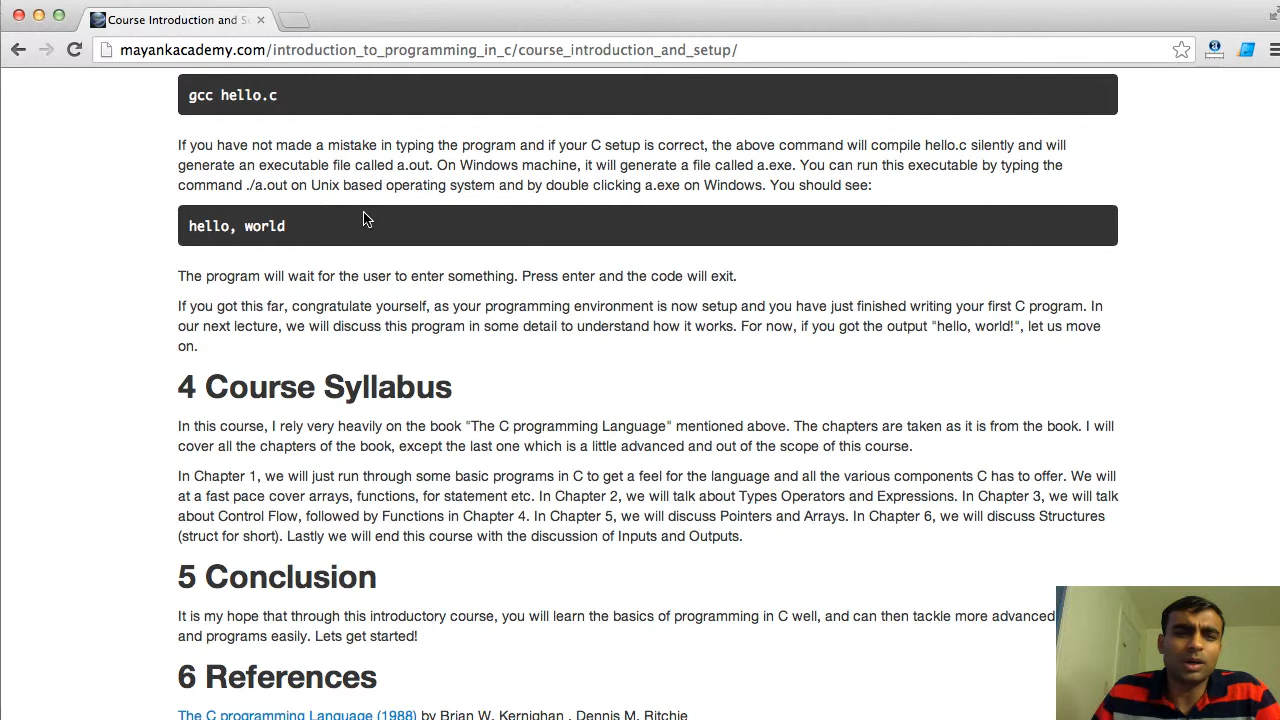 Course Introduction and S
mayankacademy.com/introduction_to_programming_in_c/course_introduction_and_setup/
gcc hello.c
If you have not made a mistake in typing the program and if your C setup is correct, the above command will compile hello.c silently and will
generate an executable file called a.out. On Windows machine, it will generate a file called a.exe. You can run this executable by typing the
command ./a.out on Unix based operating system and by double clicking a.exe on Windows. You should see:
hello, world
The program will wait for the user to enter something. Press enter and the code will exit.
If you got this far, congratulate yourself, as your programming environment is now setup and you have just finished writing your first C program. In
our next lecture, we will discuss this program in some detail to understand how it works. For now, if you got the output "hello, world!", let us move
on.
4 Course Syllabus
In this course, I rely very heavily on the book "The C programming Language" mentioned above. The chapters are taken as it is from the book. I will
cover all the chapters of the book, except the last one which is a little advanced and out of the scope of this course.
In Chapter 1, we will just run through some basic programs in C to get a feel for the language and all the various components C has to offer. We will
at a fast pace cover arrays, functions, for statement etc. In Chapter 2, we will talk about Types Operators and Expressions. In Chapter 3, we will talk
about Control Flow, followed by Functions in Chapter 4. In Chapter 5, we will discuss Pointers and Arrays. In Chapter 6, we will discuss Structures
(struct for short). Lastly we will end this course with the discussion of Inputs and Outputs.
5 Conclusion
It is my hope that through this introductory course, you will learn the basics of programming in C well, and can then tackle more advanced
and programs easily. Lets get started!
6 References
The C programming Language (1988) by Brian W. Kernighan , Dennis M. Ritchie